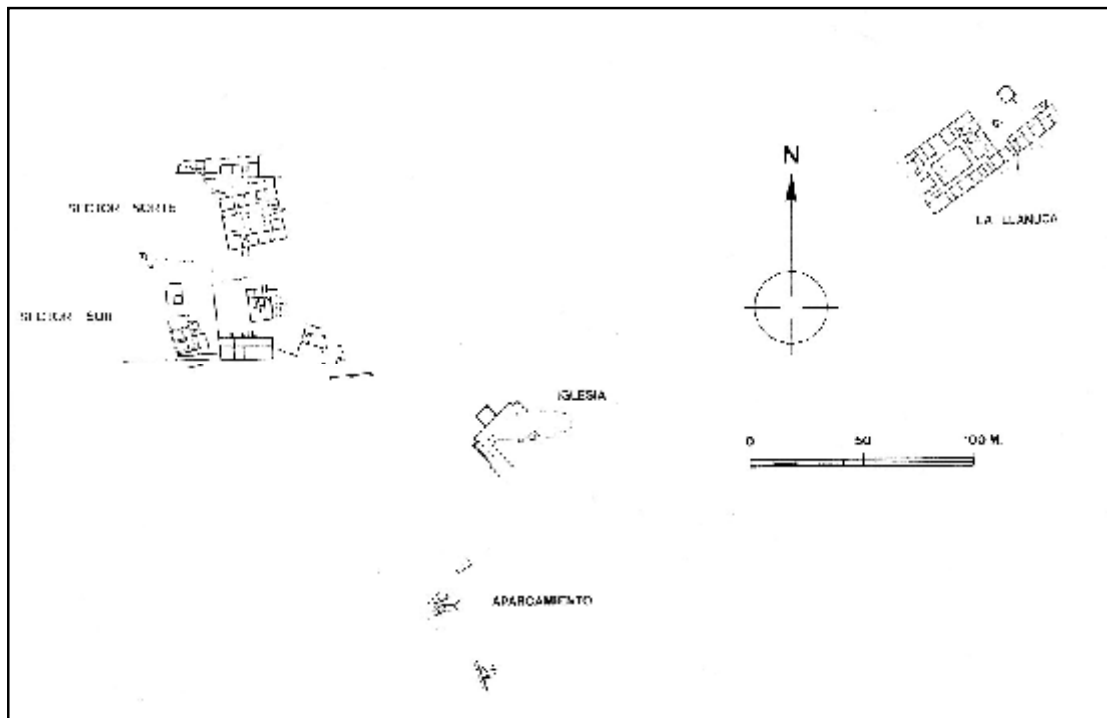 N
LA LLANUCA
SECTOR NORTE
SECTOR SUR
IGLESIA
0 50 100 M.
APARCAMIENTO